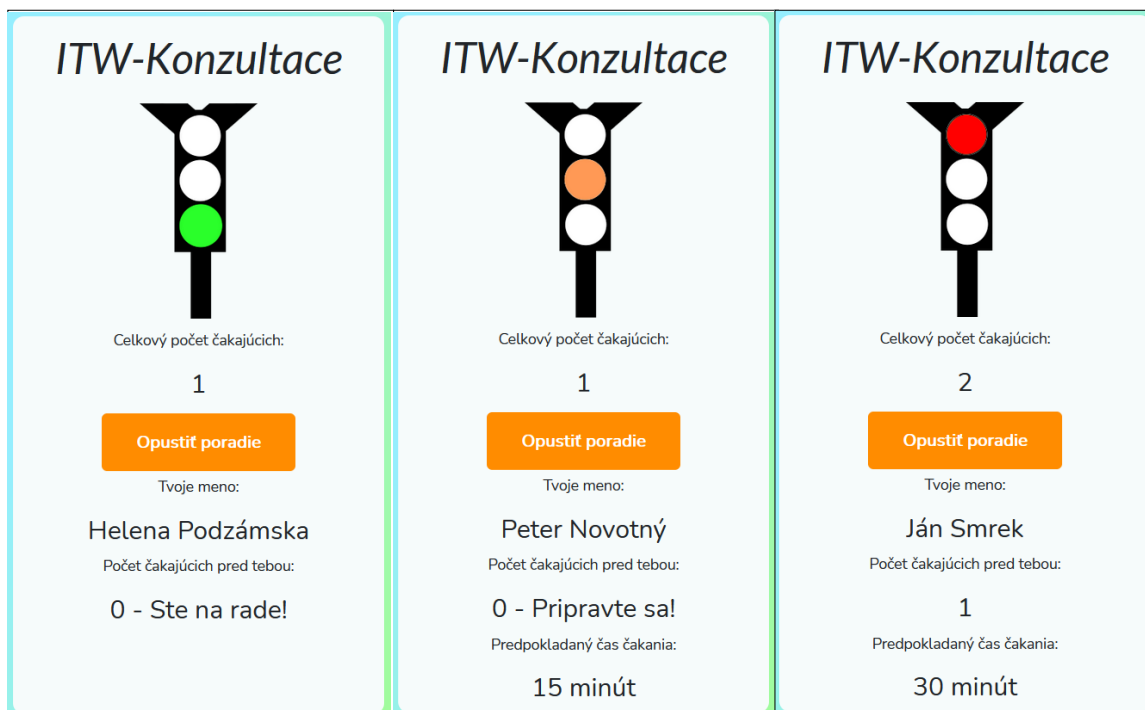 ITW-Konzultace
Celkový počet čakajúcich:
1
Opustiť poradie
Tvoje meno:
Helena Podzámska
Počet čakajúcich pred tebou:
0 - Ste na rade!
ITW-Konzultace
Celkový počet čakajúcich:
1
Opustiť poradie
Tvoje meno:
Peter Novotný
Počet čakajúcich pred tebou:
0 - Pripravte sa!
Predpokladaný čas čakania:
15 minút
ITW-Konzultace
Celkový počet čakajúcich:
2
Opustiť poradie
Tvoje meno:
Ján Smrek
Počet čakajúcich pred tebou:
1
Predpokladaný čas čakania:
30 minút